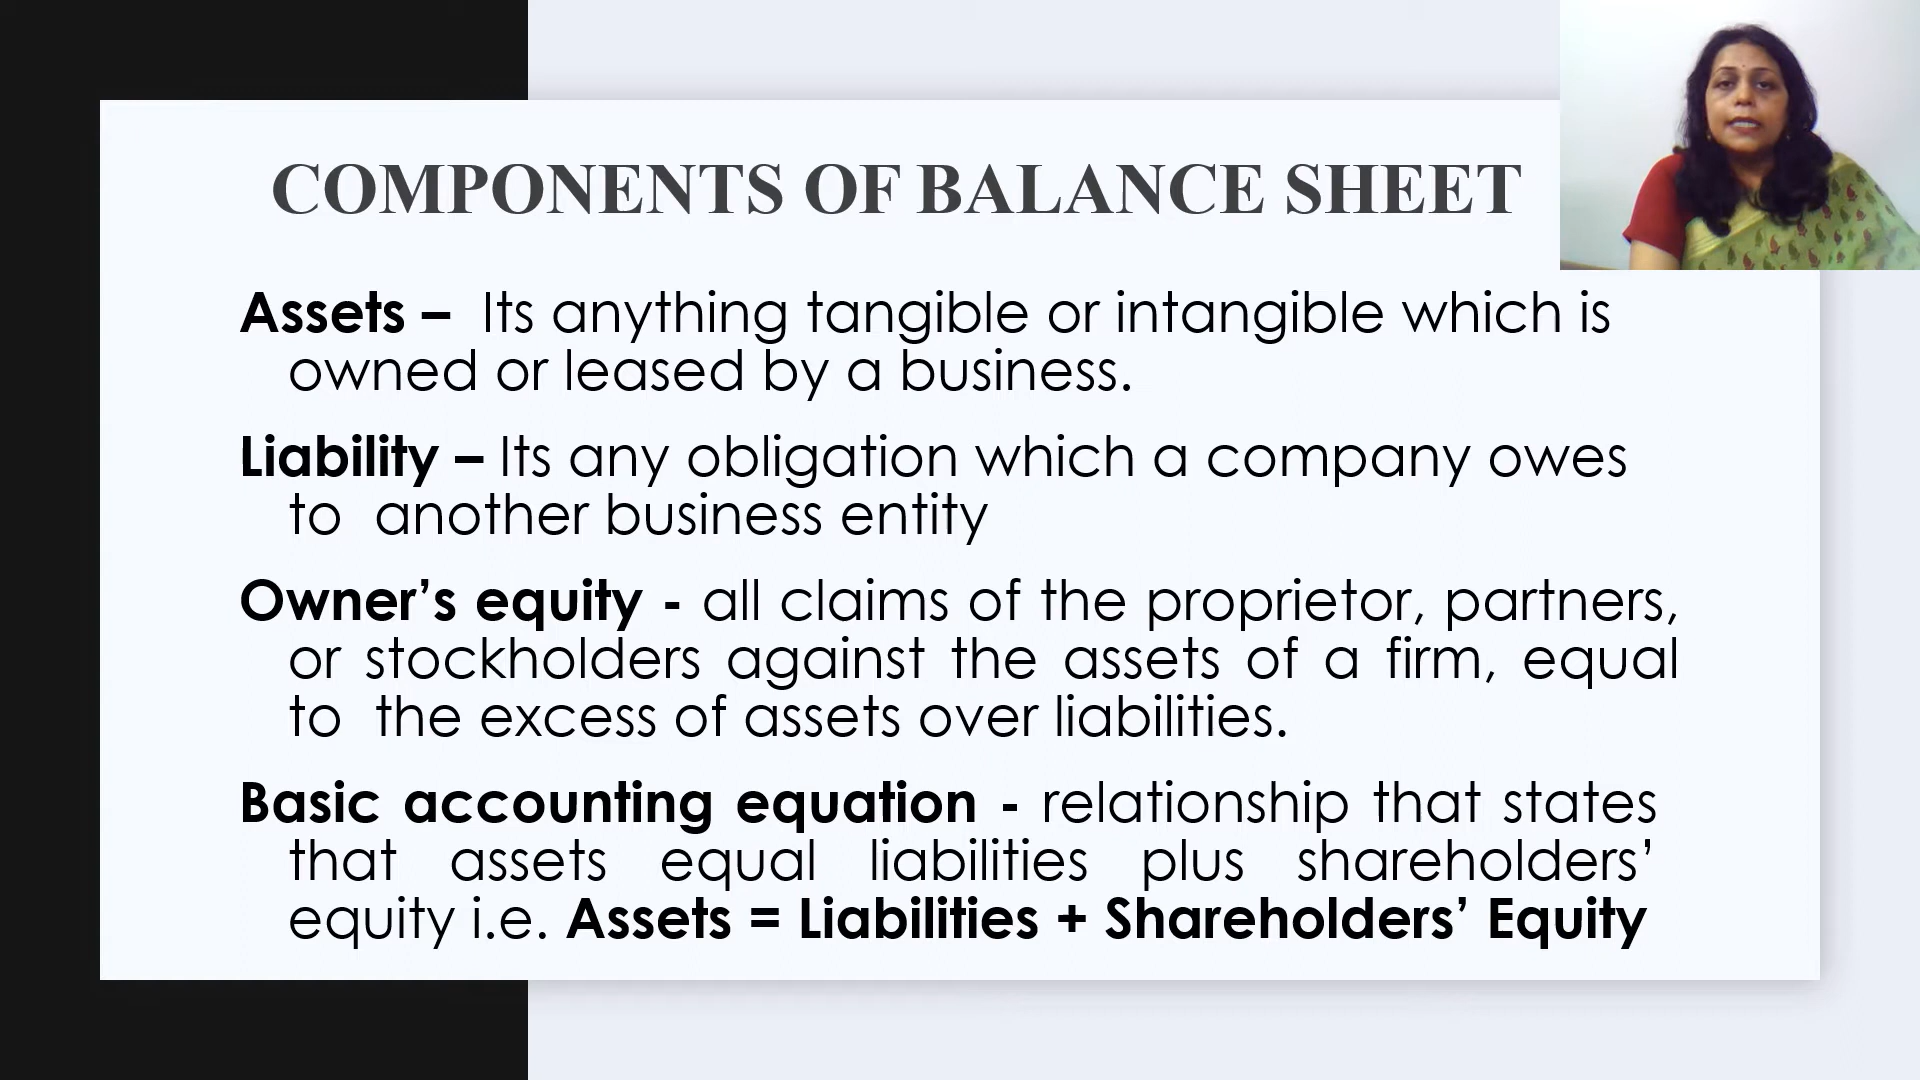 COMPONENTS OF BALANCE SHEET
Assets – Its anything tangible or intangible which is
owned or leased by a business.
Liability – Its any obligation which a company owes
to another business entity
Owner’s equity - all claims of the proprietor, partners,
or stockholders against the assets of a firm, equal
to the excess of assets over liabilities.
Basic accounting equation - relationship that states
that assets equal liabilities plus shareholders’
equity i.e. Assets = Liabilities + Shareholders’ Equity